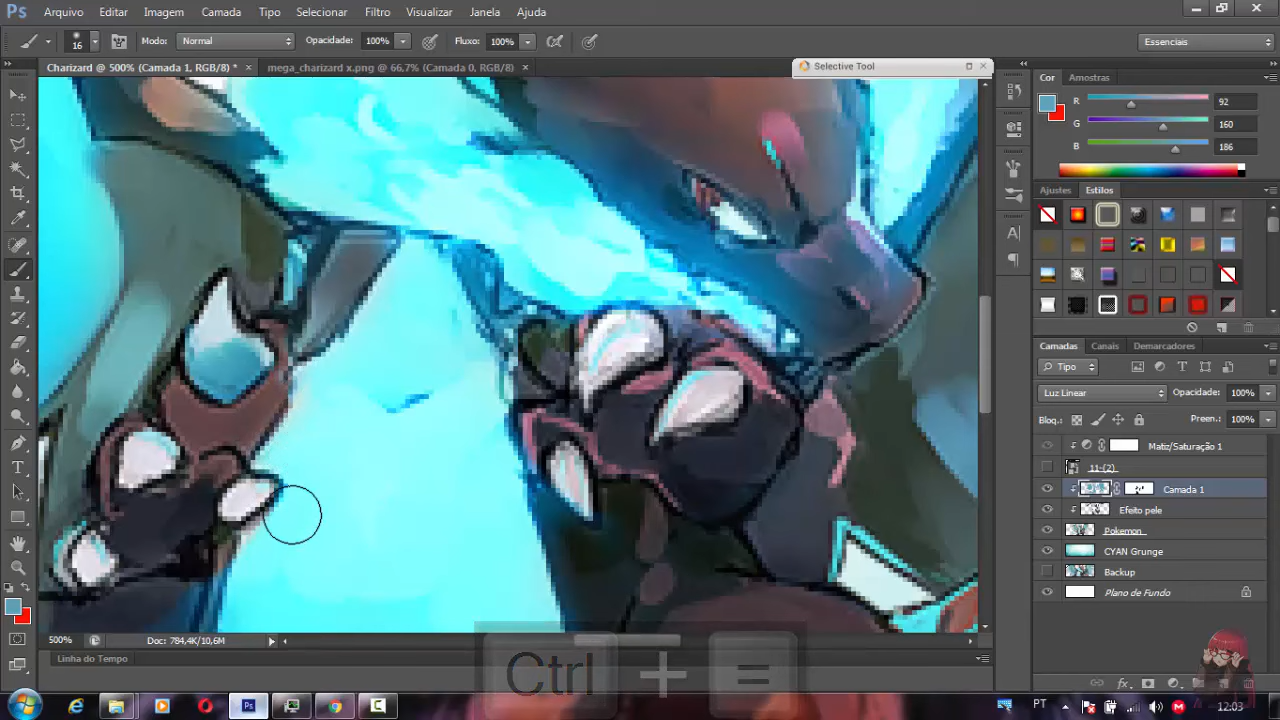 Ps Arquivo Editar Imagem Camada Tipo Selecionar Filtro Visualizar Janela Ajuda
16 Modo: Normal Opacidade: 100% Fluxo: 100% Essenciais
Charizard @ 500% (Camada 1, RGB/8) * × mega_charizard x.png @ 66,7% (Camada 0, RGB/8) ×
Selective Tool
Cor Amostras
R 92
G 160
B 186
Ajustes Estilos
Camadas Canais Demarcadores
Tipo
Luz Linear Opacidade: 100%
Bloq.: Preen.: 100%
Matiz/Saturação 1
11-(2)
Camada 1
Efeito pele
Pokemon
CYAN Grunge
Backup
Plano de Fundo
fx
500% Doc: 784,4K/10,6M
Linha do Tempo
Ctrl + =
PT 12:03